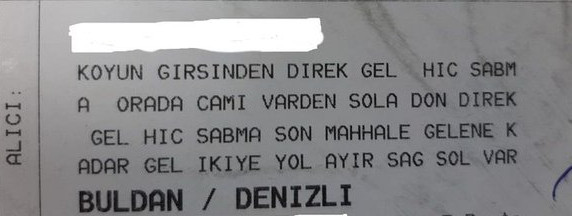 ALICI:
KOYUN GIRSINDEN DIREK GEL HIC SABM
A ORADA CAMI VARDEN SOLA DON DIREK
GEL HIC SABMA SON MAHHALE GELENE K
ADAR GEL IKIYE YOL AYIR SAG SOL VAR
BULDAN / DENIZLI